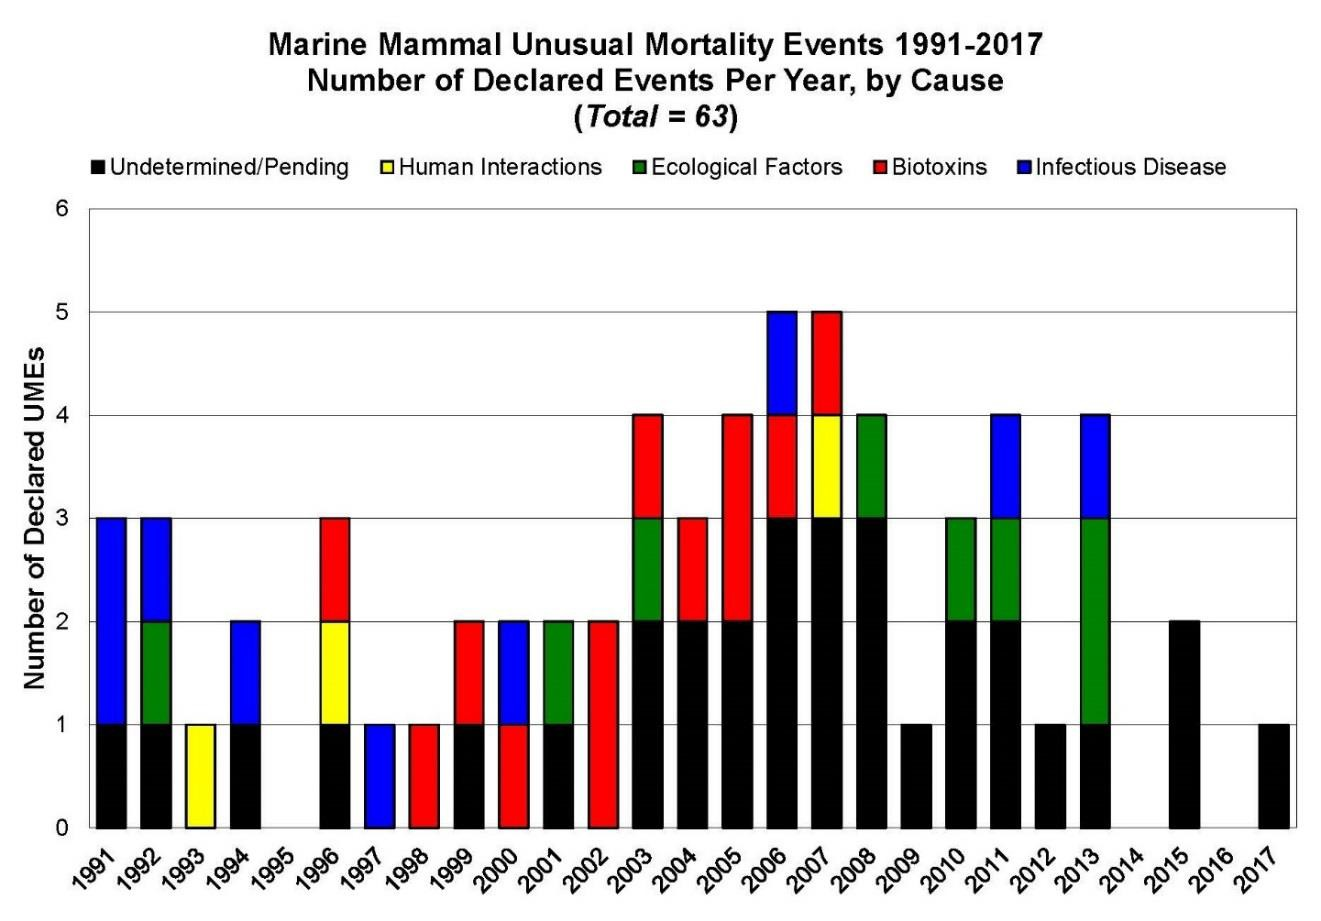 Marine Mammal Unusual Mortality Events 1991-2017
Number of Declared Events Per Year, by Cause
(Total = 63)
Undetermined/Pending Human Interactions Ecological Factors Biotoxins Infectious Disease
Number of Declared UMEs
6
5
4
3
2
1
0
1991 1992 1993 1994 1995 1996 1997 1998 1999 2000 2001 2002 2003 2004 2005 2006 2007 2008 2009 2010 2011 2012 2013 2014 2015 2016 2017